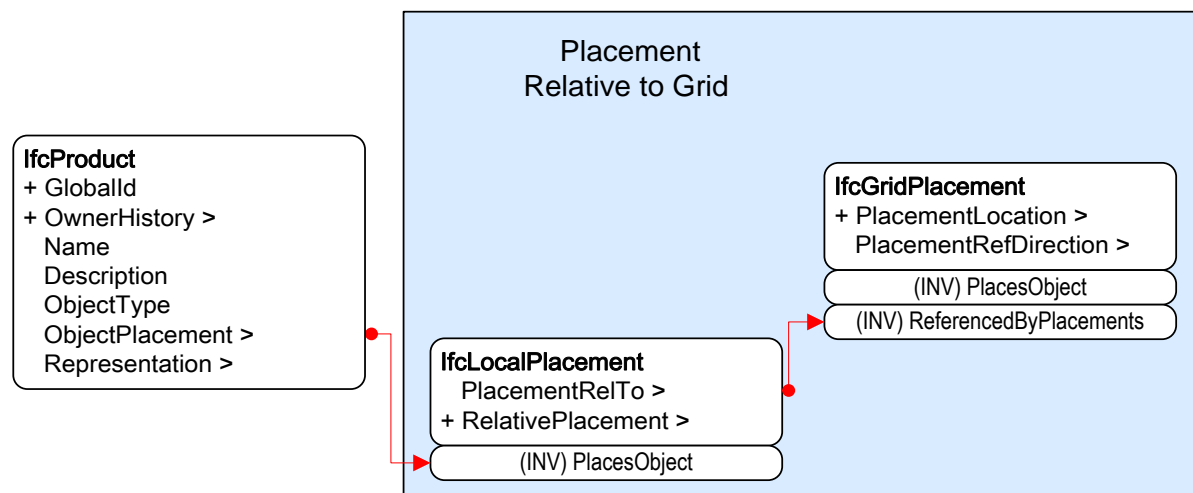 Placement
Relative to Grid
IfcProduct
+ GlobalId
+ OwnerHistory >
Name
Description
ObjectType
ObjectPlacement >
Representation >
IfcLocalPlacement
PlacementRelTo >
+ RelativePlacement >
(INV) PlacesObject
IfcGridPlacement
+ PlacementLocation >
PlacementRefDirection >
(INV) PlacesObject
(INV) ReferencedByPlacements